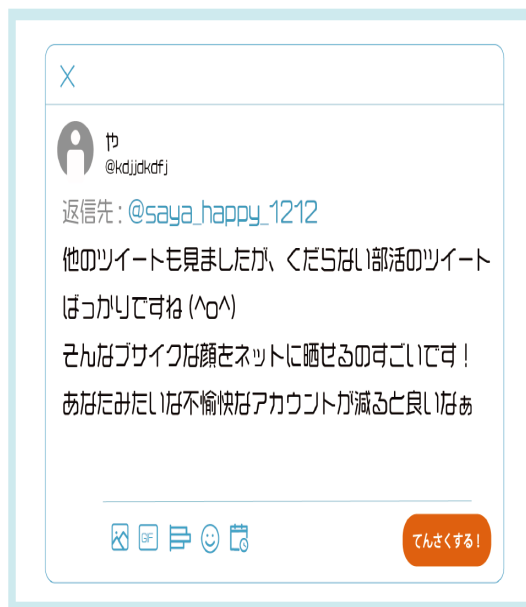 や
@kdjjdkdfj
返信先：@saya_happy_1212
他のツイートも見ましたが、くだらない部活のツイート
ばっかりですね (^o^)
そんなブサイクな顔をネットに晒せるのすごいです！
あなたみたいな不愉快なアカウントが減ると良いなぁ
GIF
てんさくする！